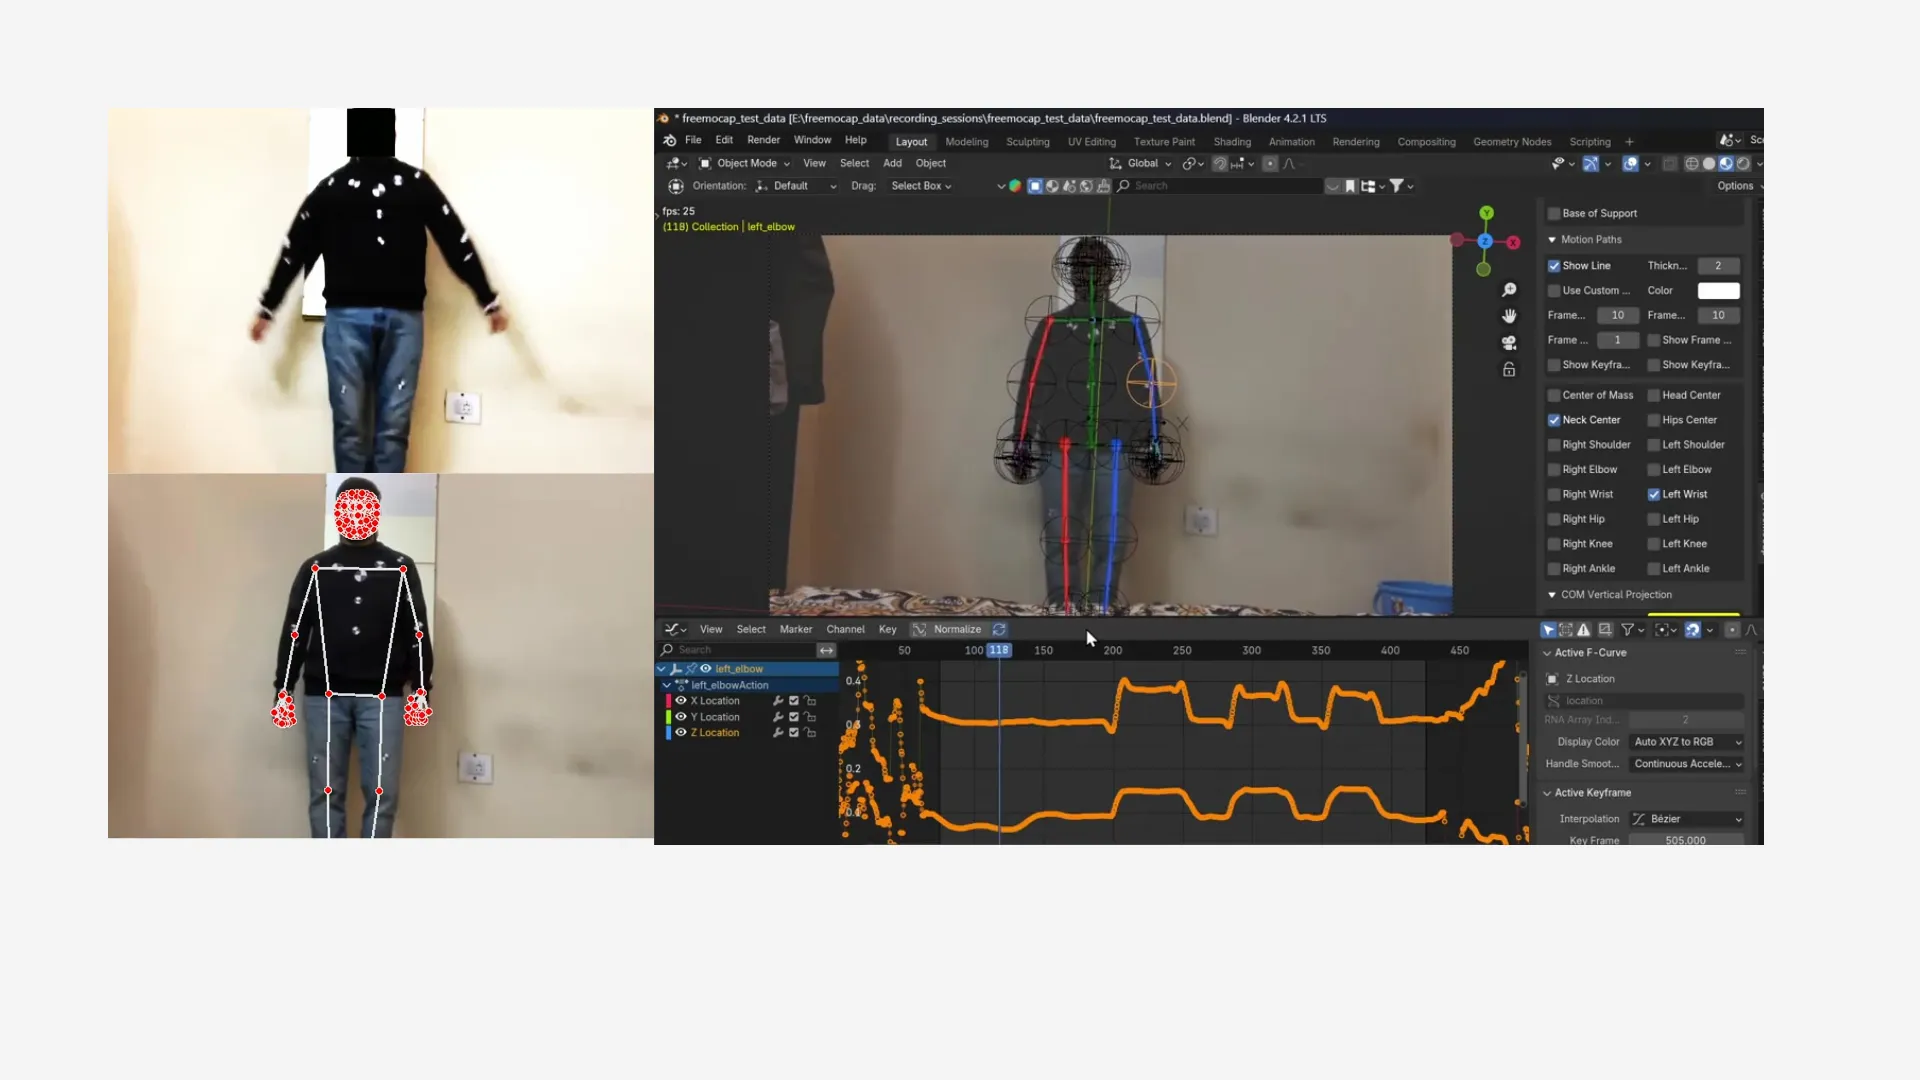 * freemocap_test_data [E:\freemocap_data\recording_sessions\freemocap_test_data\freemocap_test_data.blend] - Blender 4.2.1 LTS
File Edit Render Window Help Layout Modeling Sculpting UV Editing Texture Paint Shading Animation Rendering Compositing Geometry Nodes Scripting + Sc
Object Mode View Select Add Object Global
Orientation: Default Drag: Select Box Search Options
fps: 25
(118) Collection | left_elbow
Y
Z
X
Base of Support
Motion Paths
Show Line Thickn... 2
Use Custom ... Color
Frame... 10 Frame... 10
Frame ... 1 Show Frame ...
Show Keyfra... Show Keyfra...
Center of Mass Head Center
Neck Center Hips Center
Right Shoulder Left Shoulder
Right Elbow Left Elbow
Right Wrist Left Wrist
Right Hip Left Hip
Right Knee Left Knee
Right Ankle Left Ankle
COM Vertical Projection
View Select Marker Channel Key Normalize
Search 50 100 118 150 200 250 300 350 400 450
left_elbow
left_elbowAction
X Location
Y Location
Z Location
0.4
0.3
0.2
0.1
Active F-Curve
Z Location
location
RNA Array Ind... 2
Display Color Auto XYZ to RGB
Handle Smoot... Continuous Accele...
Active Keyframe
Interpolation Bézier
Key Frame 505.000